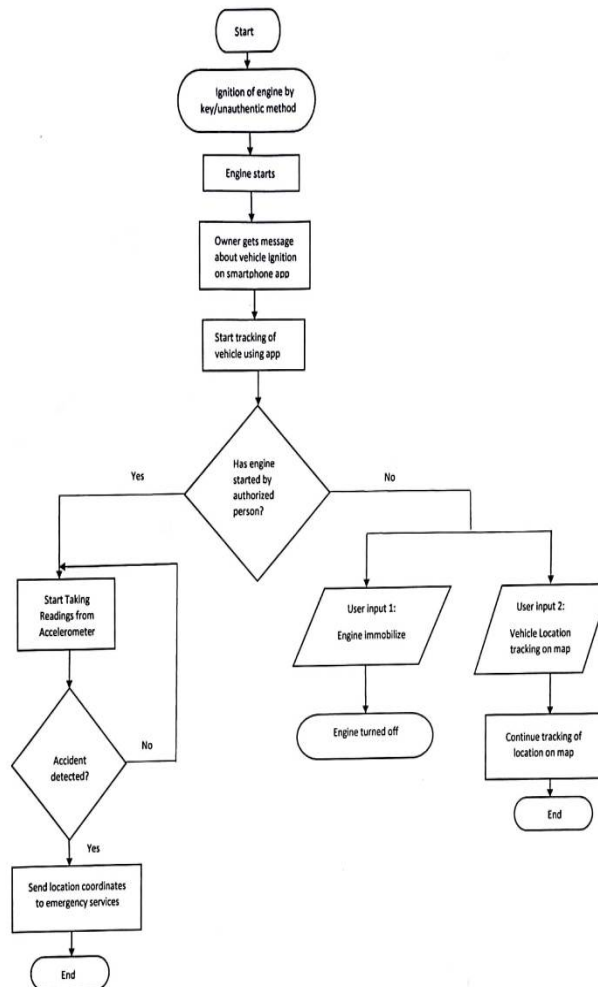 Start
Ignition of engine by
key/unauthentic method
Engine starts
Owner gets message
about vehicle ignition
on smartphone app
Start tracking of
vehicle using app
Has engine
started by
authorized
person?
Yes
No
Start Taking
Readings from
Accelerometer
User input 1:
Engine immobilize
User input 2:
Vehicle Location
tracking on map
Accident
detected?
No
Engine turned off
Continue tracking of
location on map
End
Yes
Send location coordinates
to emergency services
End